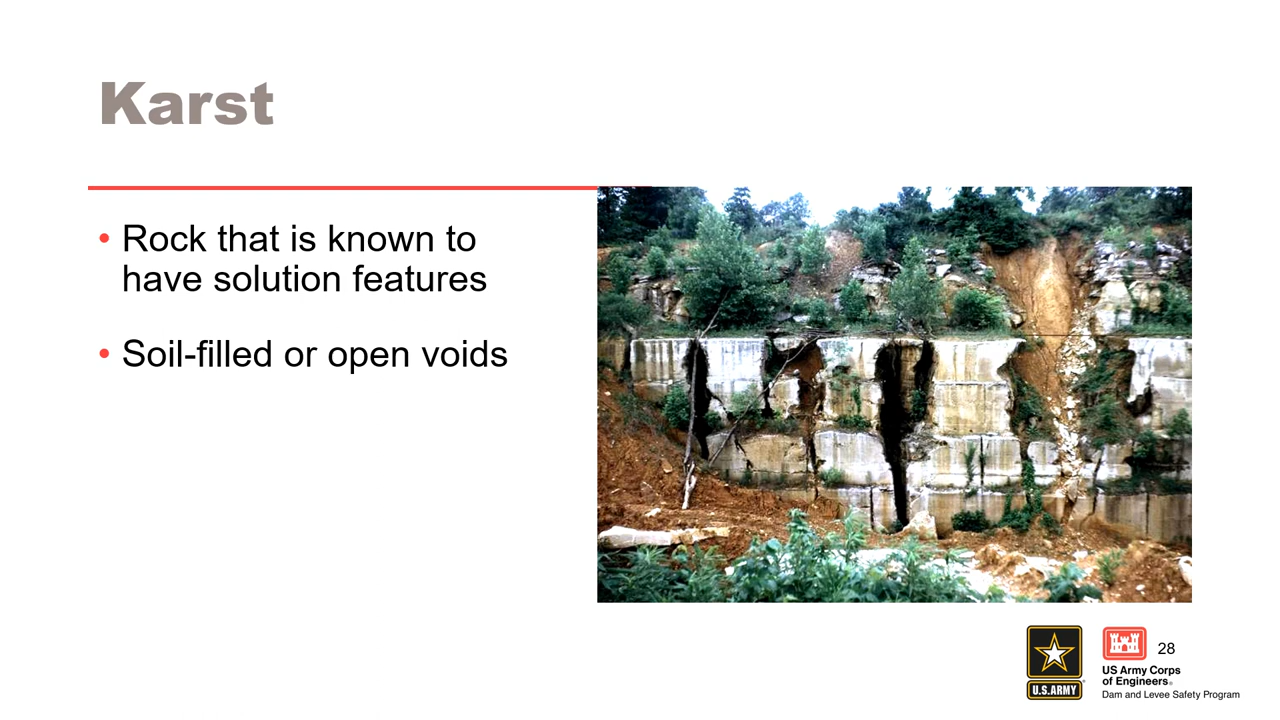 Karst
• Rock that is known to
have solution features
• Soil-filled or open voids
U.S.ARMY
28
US Army Corps
of Engineers®
Dam and Levee Safety Program